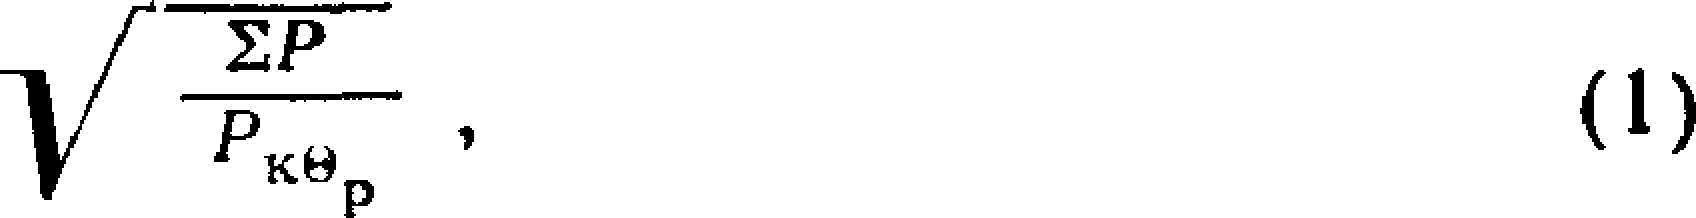 √(ΣP / P_{кΘ_р}) , (1)